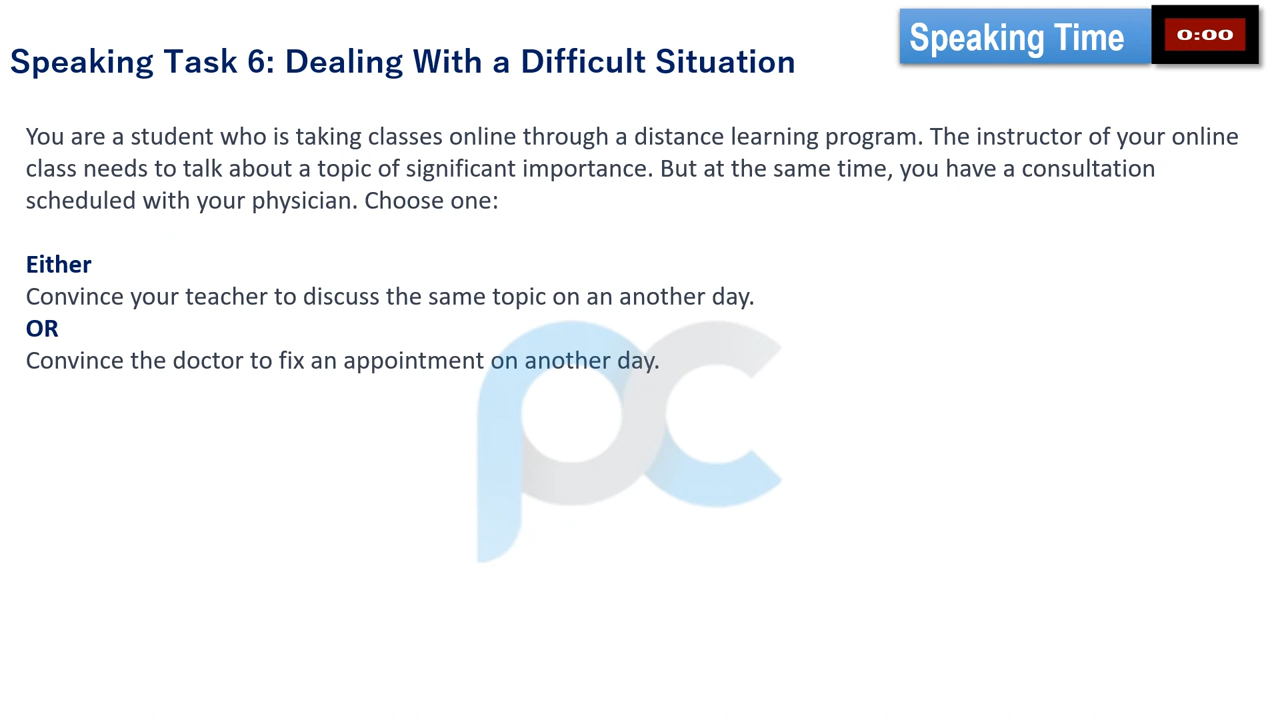 Speaking Time
0:00
Speaking Task 6: Dealing With a Difficult Situation
You are a student who is taking classes online through a distance learning program. The instructor of your online
class needs to talk about a topic of significant importance. But at the same time, you have a consultation
scheduled with your physician. Choose one:
Either
Convince your teacher to discuss the same topic on an another day.
OR
Convince the doctor to fix an appointment on another day.
pc